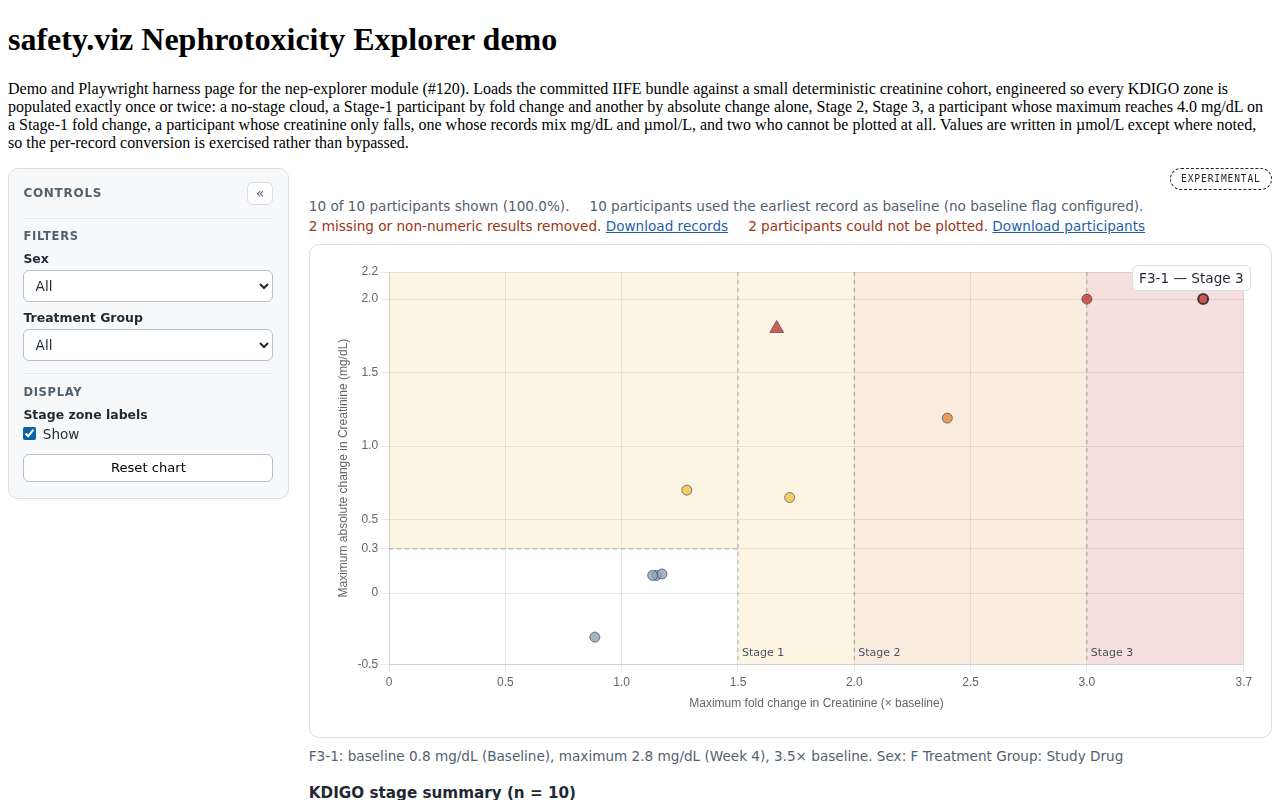 safety.viz Nephrotoxicity Explorer demo
Demo and Playwright harness page for the nep-explorer module (#120). Loads the committed IIFE bundle against a small deterministic creatinine cohort, engineered so every KDIGO zone is
populated exactly once or twice: a no-stage cloud, a Stage-1 participant by fold change and another by absolute change alone, Stage 2, Stage 3, a participant whose maximum reaches 4.0 mg/dL on
a Stage-1 fold change, a participant whose creatinine only falls, one whose records mix mg/dL and µmol/L, and two who cannot be plotted at all. Values are written in µmol/L except where noted,
so the per-record conversion is exercised rather than bypassed.
CONTROLS
«
FILTERS
Sex
All
Treatment Group
All
DISPLAY
Stage zone labels
Show
Reset chart
EXPERIMENTAL
10 of 10 participants shown (100.0%). 10 participants used the earliest record as baseline (no baseline flag configured).
2 missing or non-numeric results removed. Download records 2 participants could not be plotted. Download participants
F3-1 — Stage 3
Maximum absolute change in Creatinine (mg/dL)
2.2
2.0
1.5
1.0
0.5
0.3
0
-0.5
Stage 1
Stage 2
Stage 3
0 0.5 1.0 1.5 2.0 2.5 3.0 3.7
Maximum fold change in Creatinine (× baseline)
F3-1: baseline 0.8 mg/dL (Baseline), maximum 2.8 mg/dL (Week 4), 3.5× baseline. Sex: F Treatment Group: Study Drug
KDIGO stage summary (n = 10)